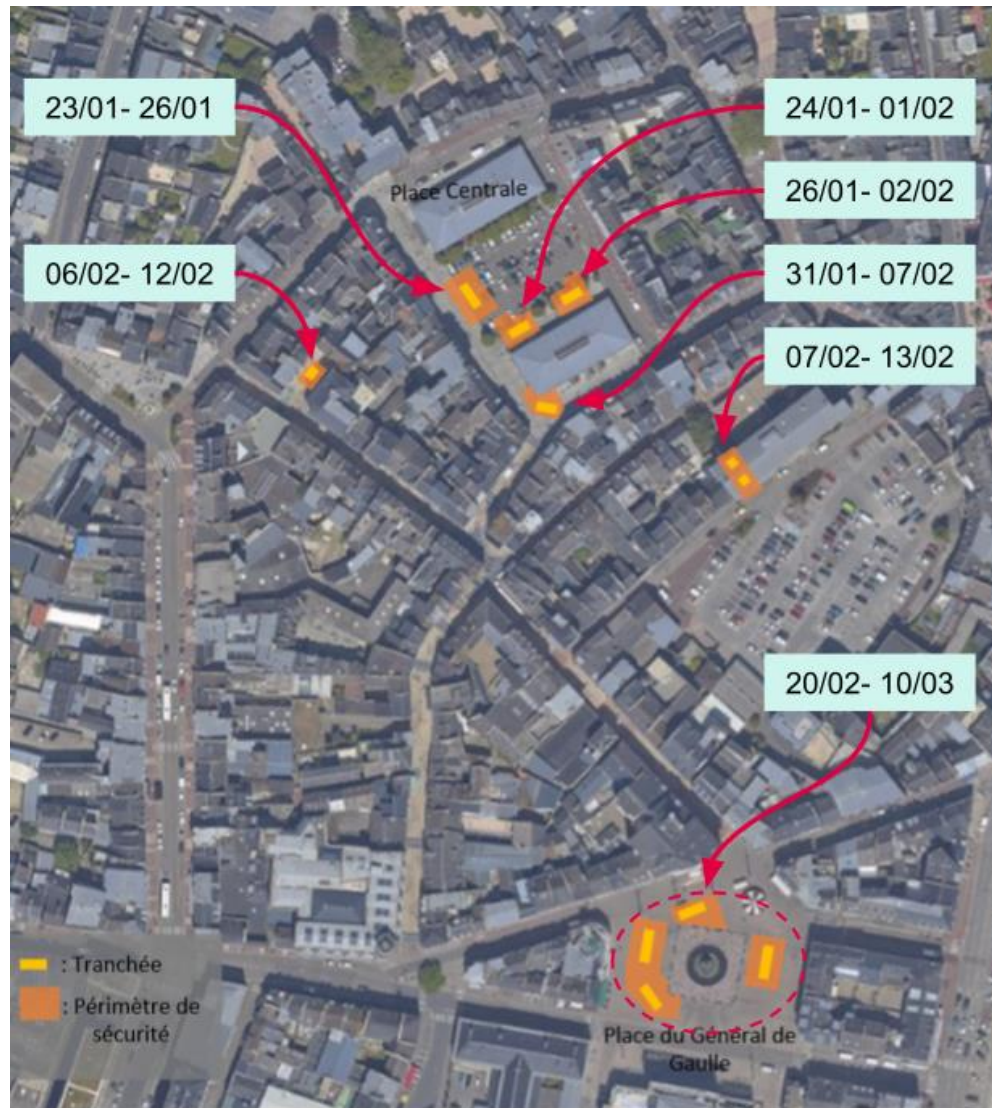 23/01- 26/01
24/01- 01/02
Place Centrale
26/01- 02/02
06/02- 12/02
31/01- 07/02
07/02- 13/02
20/02- 10/03
: Tranchée
: Périmètre de
sécurité
Place du Général de
Gaulle